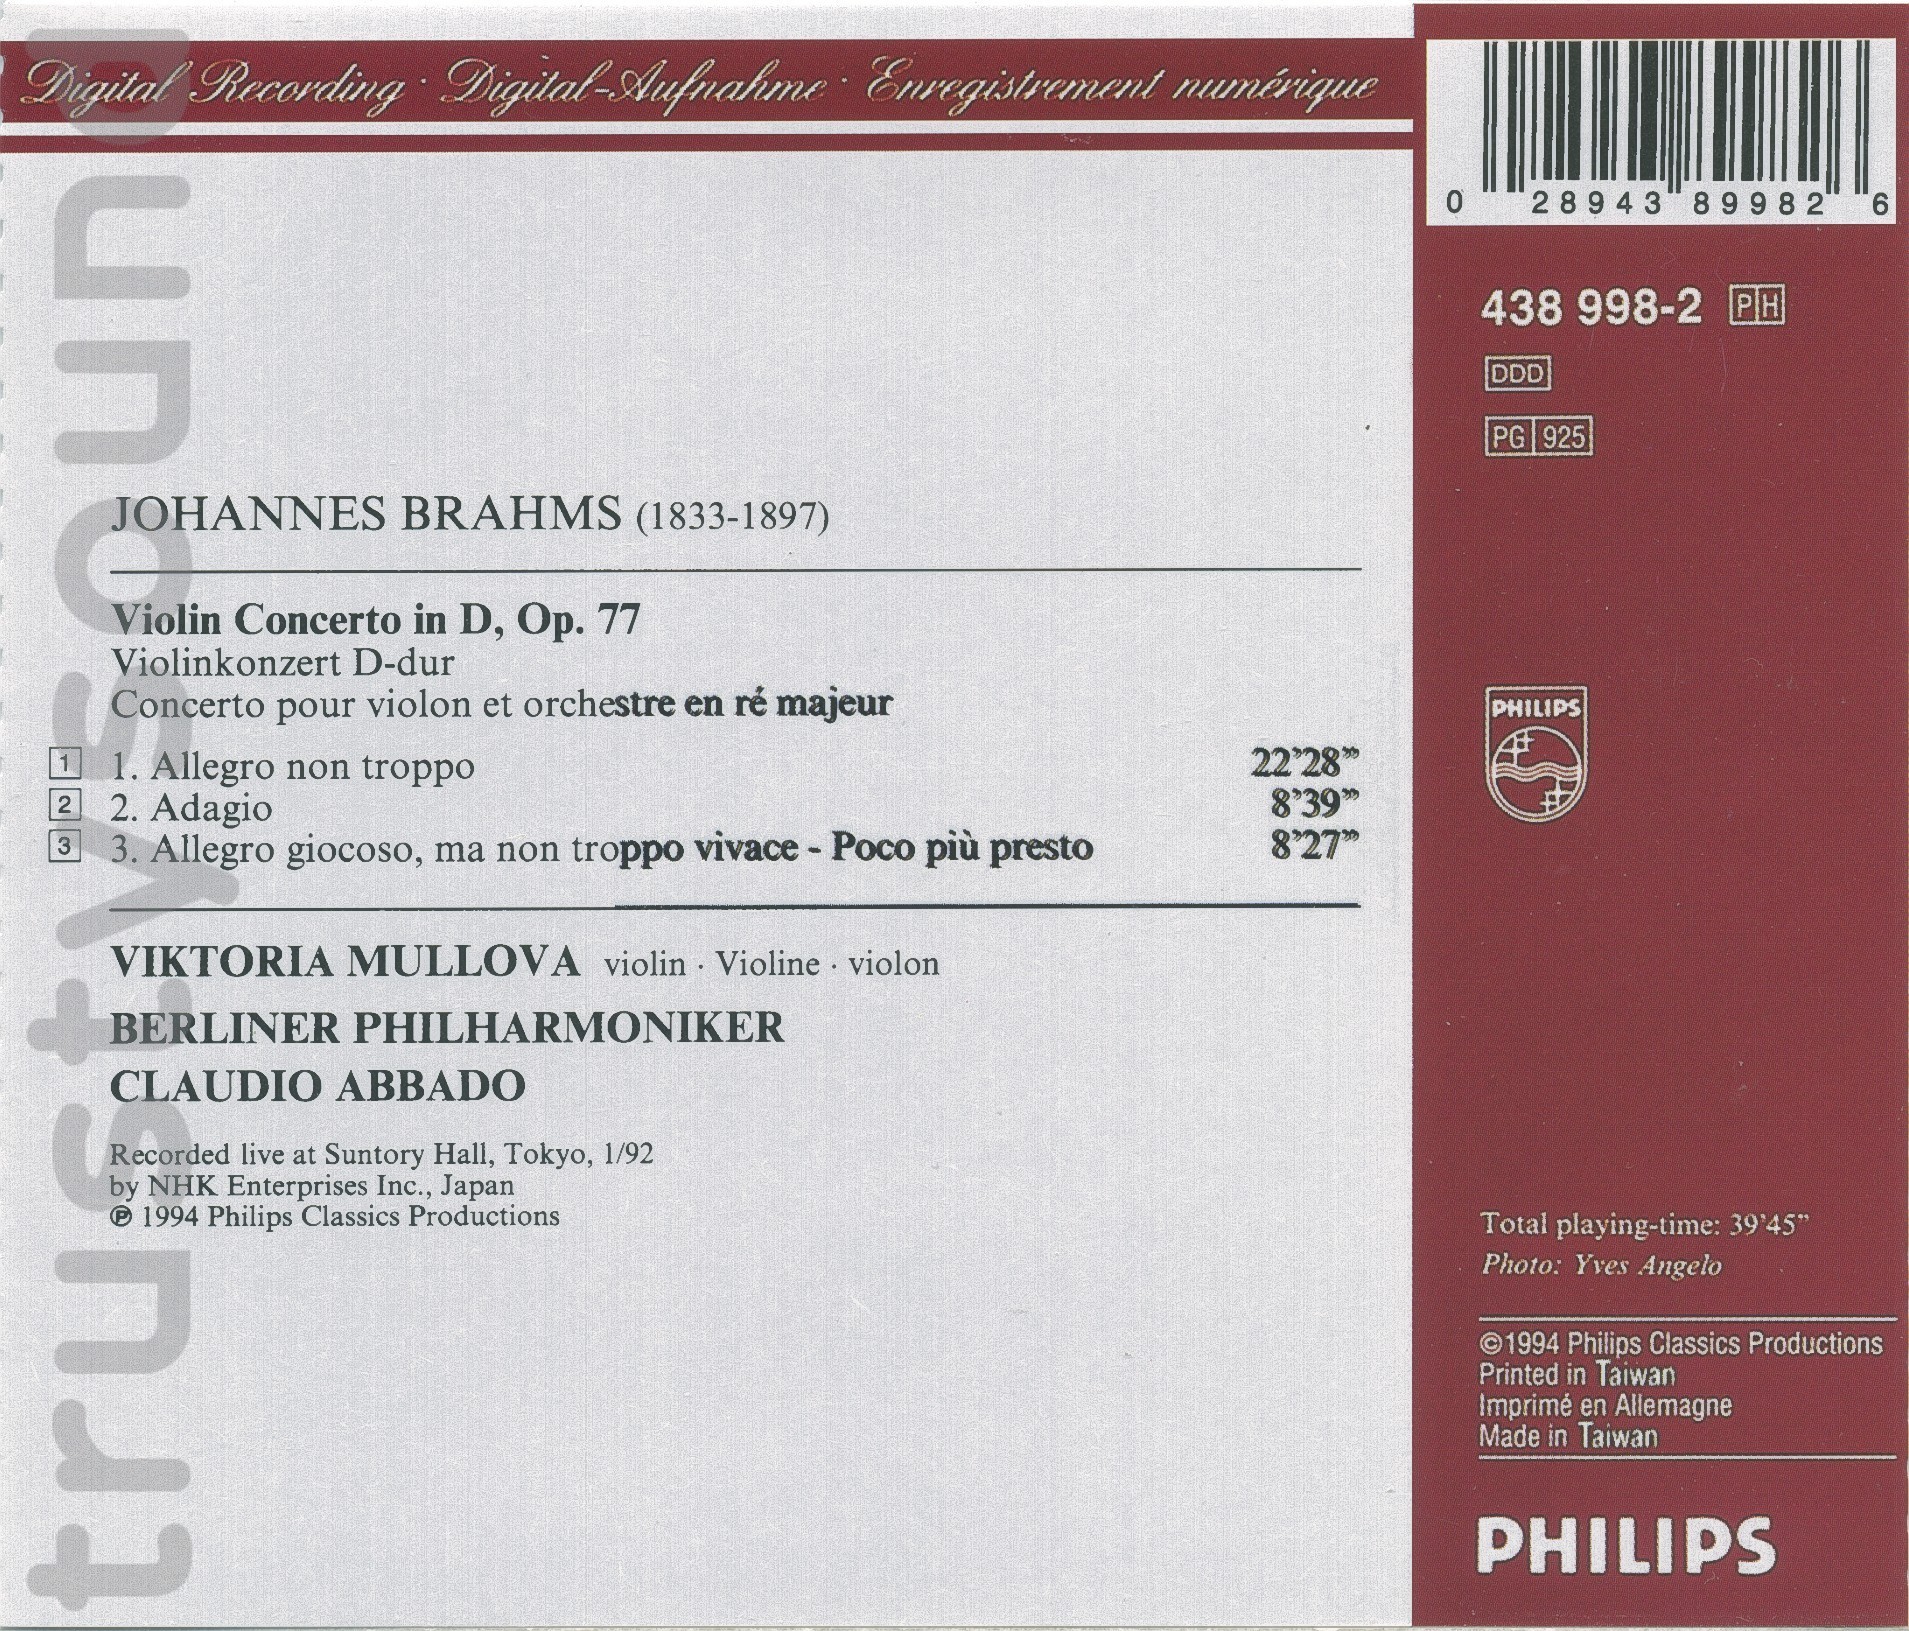 Digital Recording · Digital-Aufnahme · Enregistrement numérique
0 28943 89982 6
438 998-2 PH
DDD
PG 925
JOHANNES BRAHMS (1833-1897)
Violin Concerto in D, Op. 77
Violinkonzert D-dur
Concerto pour violon et orchestre en ré majeur
1 1. Allegro non troppo 22'28"
2 2. Adagio 8'39"
3 3. Allegro giocoso, ma non troppo vivace - Poco più presto 8'27"
PHILIPS
VIKTORIA MULLOVA violin · Violine · violon
BERLINER PHILHARMONIKER
CLAUDIO ABBADO
Recorded live at Suntory Hall, Tokyo, 1/92
by NHK Enterprises Inc., Japan
℗ 1994 Philips Classics Productions
Total playing-time: 39'45"
Photo: Yves Angelo
©1994 Philips Classics Productions
Printed in Taiwan
Imprimé en Allemagne
Made in Taiwan
PHILIPS
trustysound